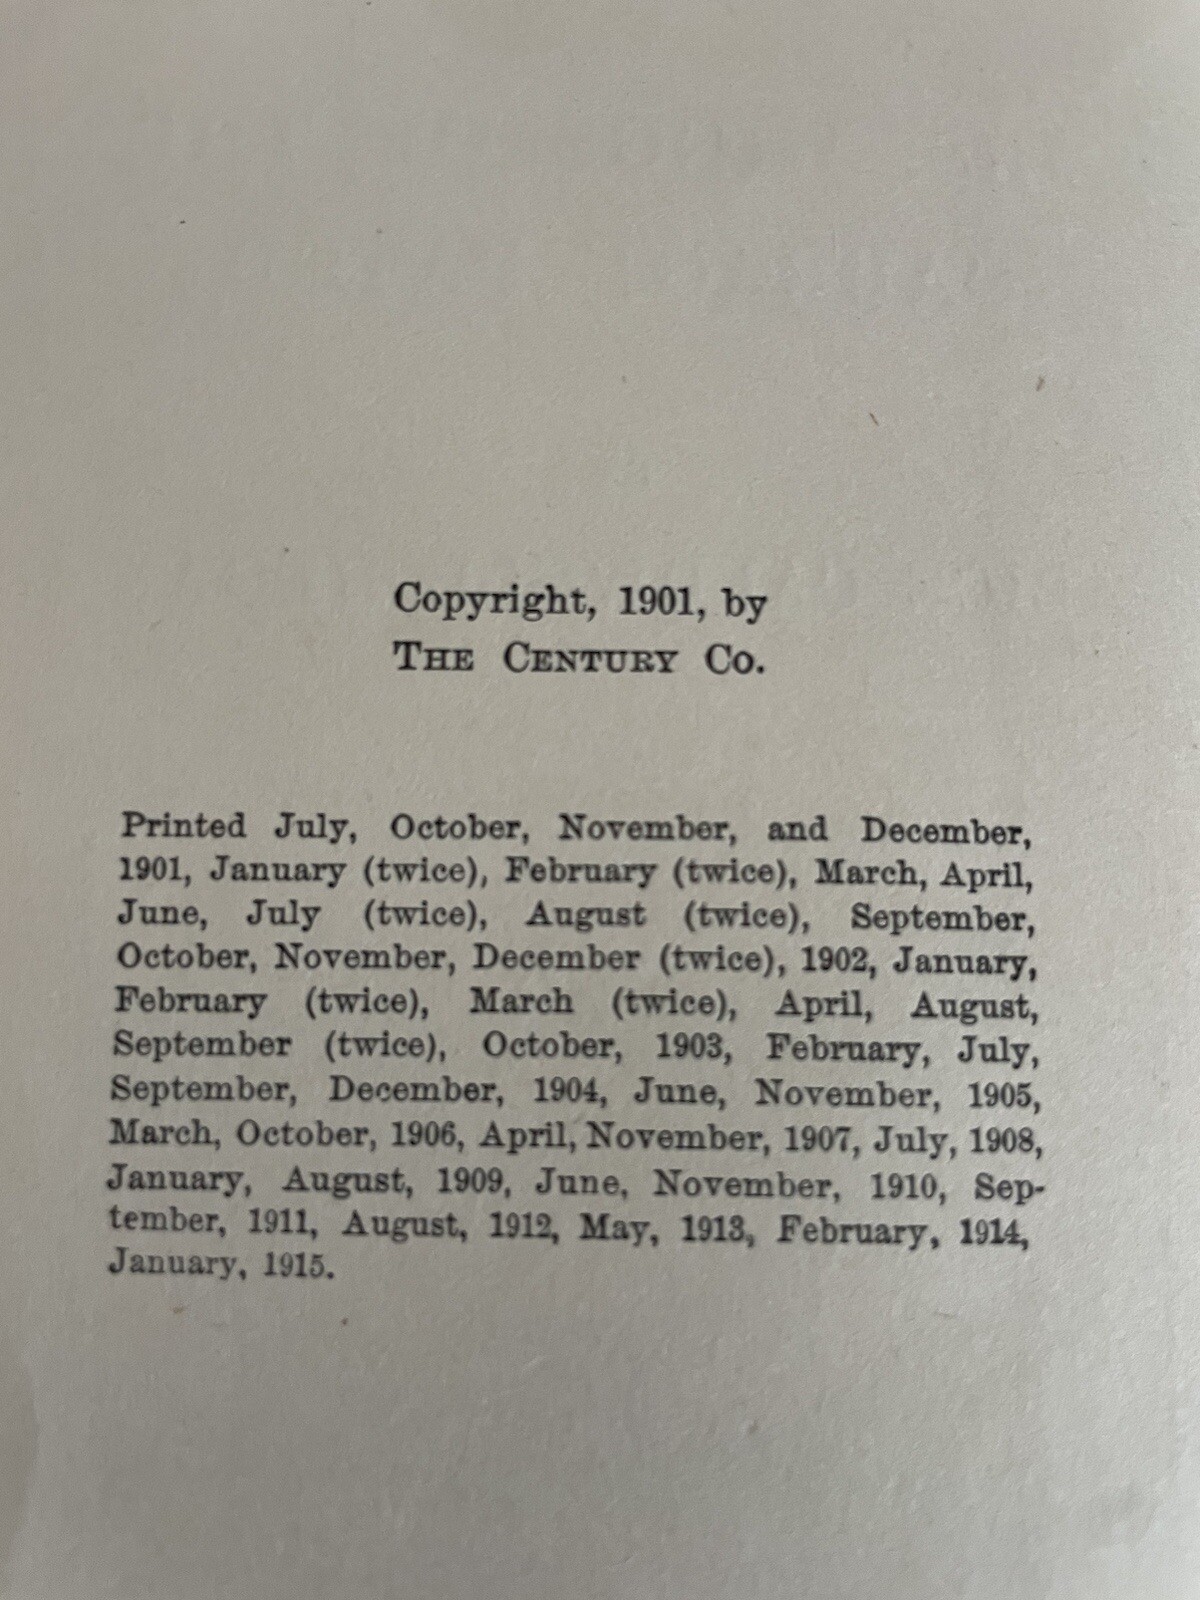 Copyright, 1901, by
THE CENTURY CO.
Printed July, October, November, and December,
1901, January (twice), February (twice), March, April,
June, July (twice), August (twice), September,
October, November, December (twice), 1902, January,
February (twice), March (twice), April, August,
September (twice), October, 1903, February, July,
September, December, 1904, June, November, 1905,
March, October, 1906, April, November, 1907, July, 1908,
January, August, 1909, June, November, 1910, Sep-
tember, 1911, August, 1912, May, 1913, February, 1914,
January, 1915.